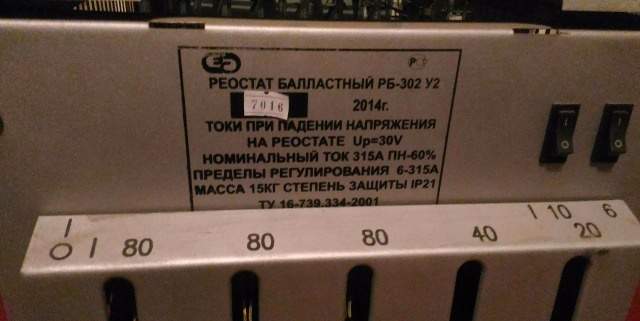 РЕОСТАТ БАЛЛАСТНЫЙ РБ-302 У2
7016 2014г.
ТОКИ ПРИ ПАДЕНИИ НАПРЯЖЕНИЯ
НА РЕОСТАТЕ Up=30V
НОМИНАЛЬНЫЙ ТОК 315А ПН-60%
ПРЕДЕЛЫ РЕГУЛИРОВАНИЯ 6-315А
МАССА 15КГ СТЕПЕНЬ ЗАЩИТЫ IP21
ТУ 16-739.334-2001
I I 10 6
O I 80 80 80 40 20